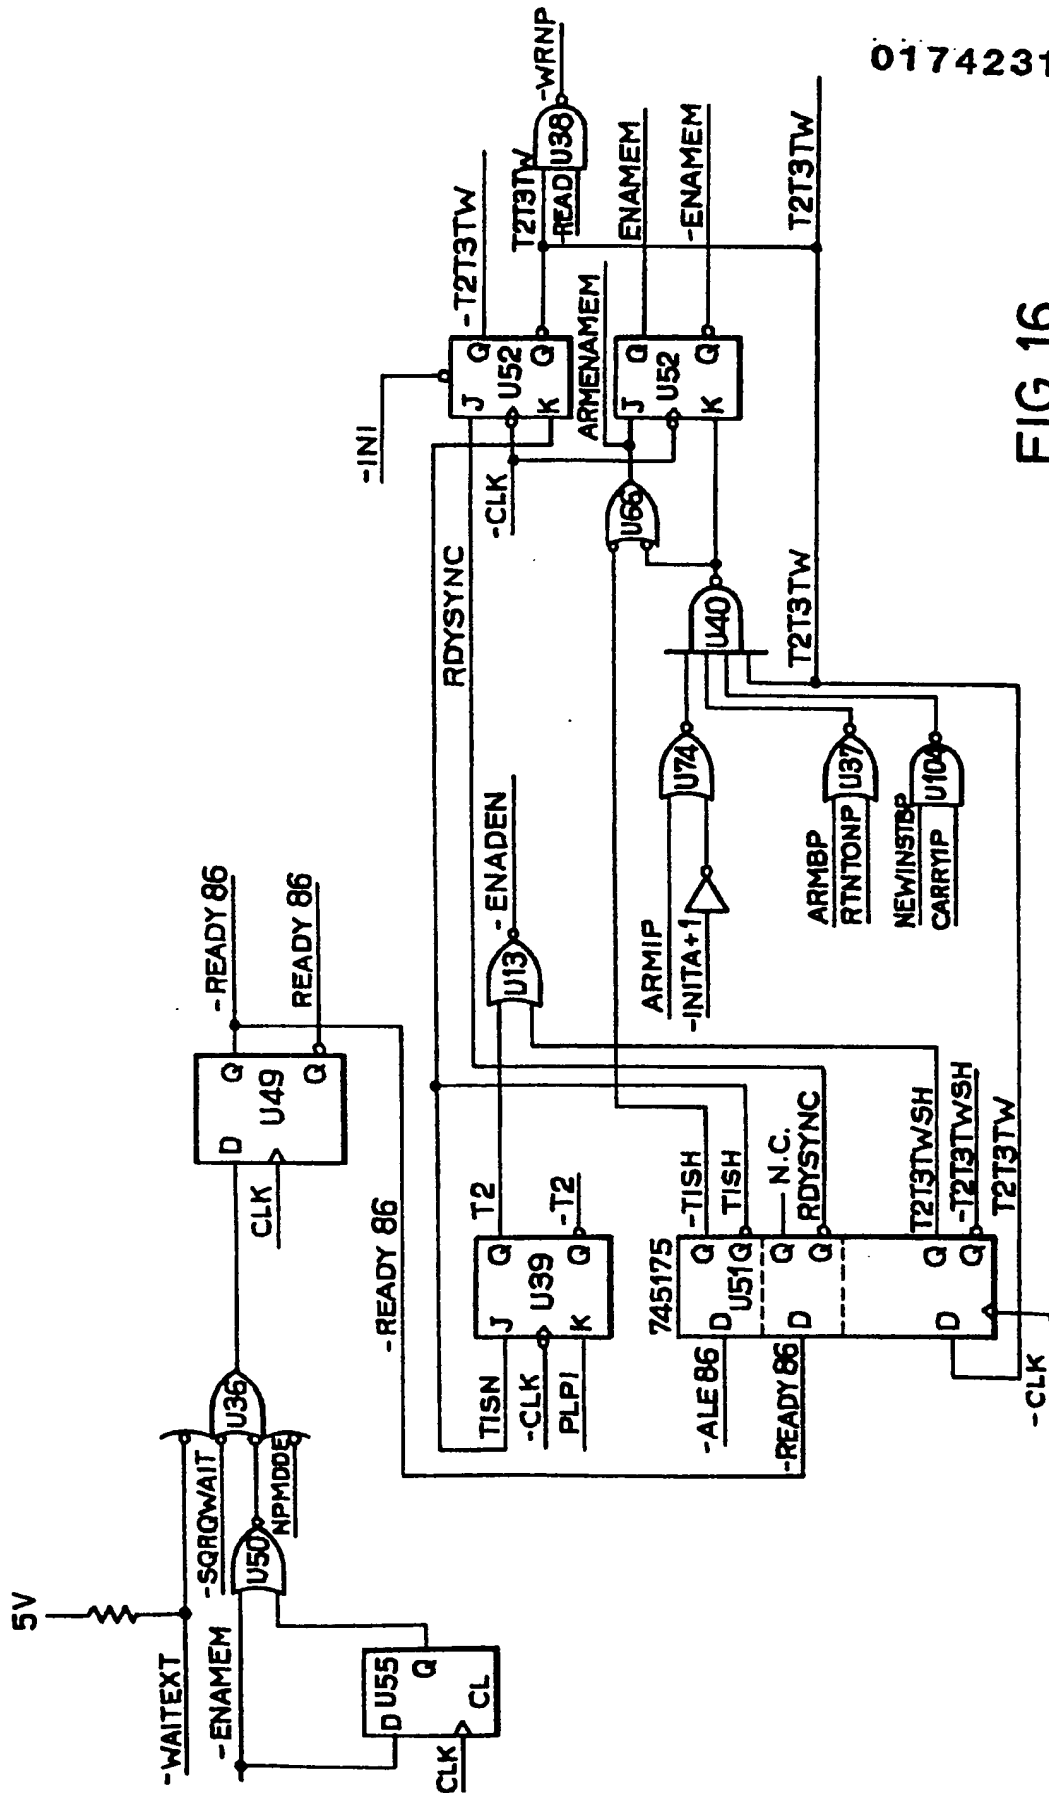 0174231
5V
-WAITEXT
-SQRQWAIT
-ENAMEM
NPMDDE
U36
U50
U55
D
Q
CL
CLK
D
Q
U49
Q
CLK
-READY 86
READY 86
-READY 86
TISN
-CLK
PLPI
J
Q
U39
K
Q
T2
-T2
U13
-ENADEN
745175
-ALE 86
-READY86
D
Q
U51
Q
D
Q
Q
D
Q
Q
-TISH
TISH
N.C.
RDYSYNC
T2T3TWSH
-T2T3TWSH
T2T3TW
-CLK
RDYSYNC
-INI
-CLK
J
Q
U52
K
Q
-T2T3TW
T2T3TW
READ
U38
-WRNP
ARMENAMEM
U66
J
Q
U52
K
Q
ENAMEM
-ENAMEM
ARMIP
-INITA+1
U74
ARMBP
RTNTONP
U37
NEWINSTBP
CARRYIP
U104
U40
T2T3TW
T2T3TW
FIG. 16